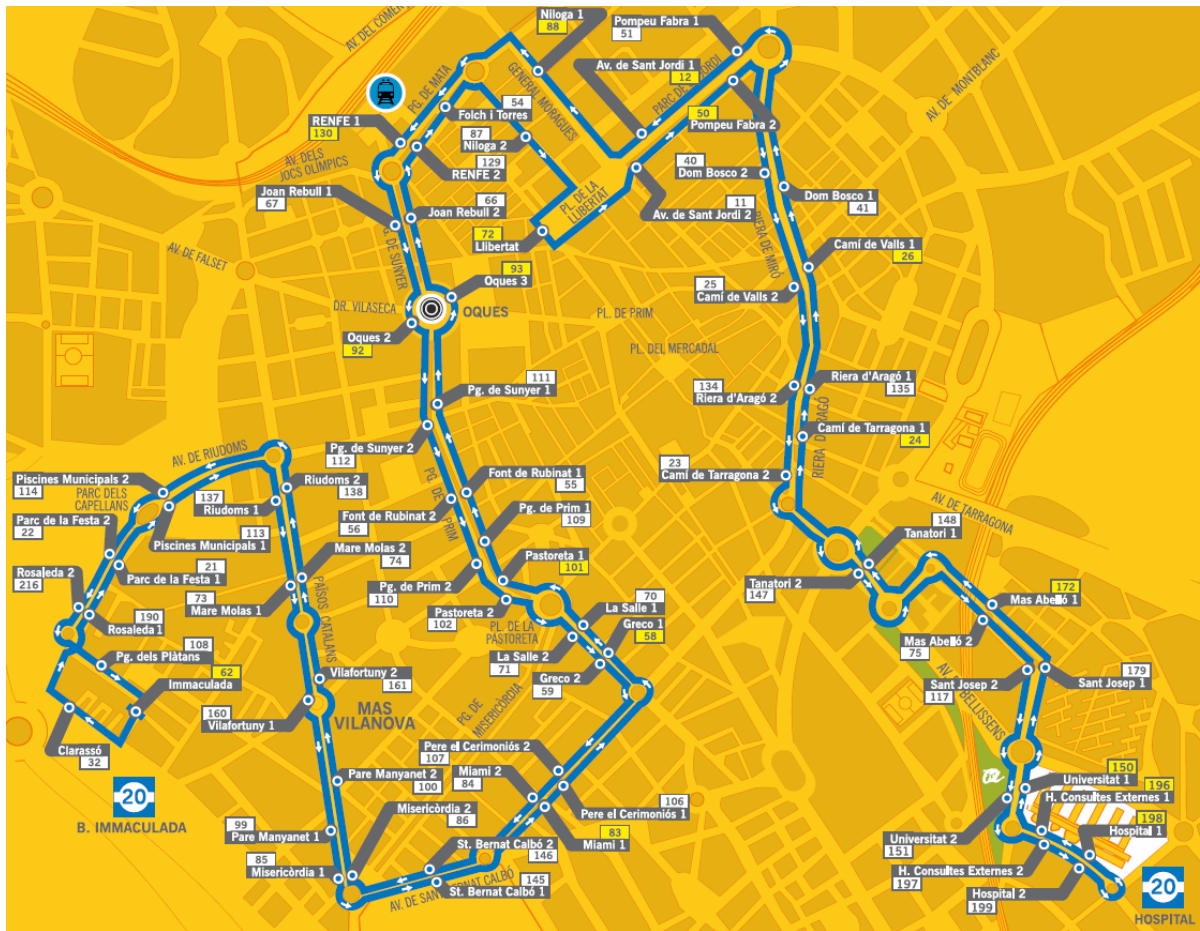 AV. DEL COMERÇ
Niloga 1
88
Pompeu Fabra 1
51
Av. de Sant Jordi 1
12
PG. DE MATA
GENERAL MORAGUES
PARC DE
JORDI
AV. DE MONTBLANC
54
Folch i Torres
50
Pompeu Fabra 2
RENFE 1
130
87
Niloga 2
AV. DELS
JOCS OLÍMPICS
129
RENFE 2
40
Dom Bosco 2
Joan Rebull 1
67
66
Joan Rebull 2
PL. DE LA
LLIBERTAT
11
Av. de Sant Jordi 2
Dom Bosco 1
41
72
Llibertat
RIERA DE MIRÓ
Camí de Valls 1
26
AV. DE FALSET
G. DE SUNYER
93
Oques 3
25
Camí de Valls 2
DR. VILASECA
OQUES
PL. DE PRIM
Oques 2
92
PL. DEL MERCADAL
111
Pg. de Sunyer 1
134
Riera d'Aragó 2
Riera d'Aragó 1
135
Pg. de Sunyer 2
112
Camí de Tarragona 1
24
RIERA D'ARAGÓ
AV. DE RIUDOMS
23
Camí de Tarragona 2
Piscines Municipals 2
114
PARC DELS
CAPELLANS
137
Riudoms 1
Riudoms 2
138
PG. DE PRIM
Font de Rubinat 1
55
AV. DE TARRAGONA
Font de Rubinat 2
56
Pg. de Prim 1
109
Parc de la Festa 2
22
113
Piscines Municipals 1
148
Tanatori 1
Mare Molas 2
74
21
Parc de la Festa 1
Pastoreta 1
101
Rosaleda 2
216
73
Mare Molas 1
Pg. de Prim 2
110
Tanatori 2
147
172
Mas Abelló 1
190
Rosaleda 1
PAÏSOS CATALANS
Pastoreta 2
102
70
La Salle 1
PL. DE LA
PASTORETA
Greco 1
58
Mas Abelló 2
75
108
Pg. dels Plàtans
La Salle 2
71
62
Immaculada
Vilafortuny 2
161
Greco 2
59
Sant Josep 2
117
179
Sant Josep 1
AV. DE BELLISSENS
160
Vilafortuny 1
MAS
VILANOVA
PG. DE
MISERICÒRDIA
Clarassó
32
Pere el Cerimoniós 2
107
Pare Manyanet 2
100
Miami 2
84
150
Universitat 1
196
H. Consultes Externes 1
20
B. IMMACULADA
Misericòrdia 2
86
106
Pere el Cerimoniós 1
198
Hospital 1
99
Pare Manyanet 1
83
Miami 1
Universitat 2
151
St. Bernat Calbó 2
146
85
Misericòrdia 1
H. Consultes Externes 2
197
145
St. Bernat Calbó 1
AV. DE SANT BERNAT CALBÓ
Hospital 2
199
20
HOSPITAL